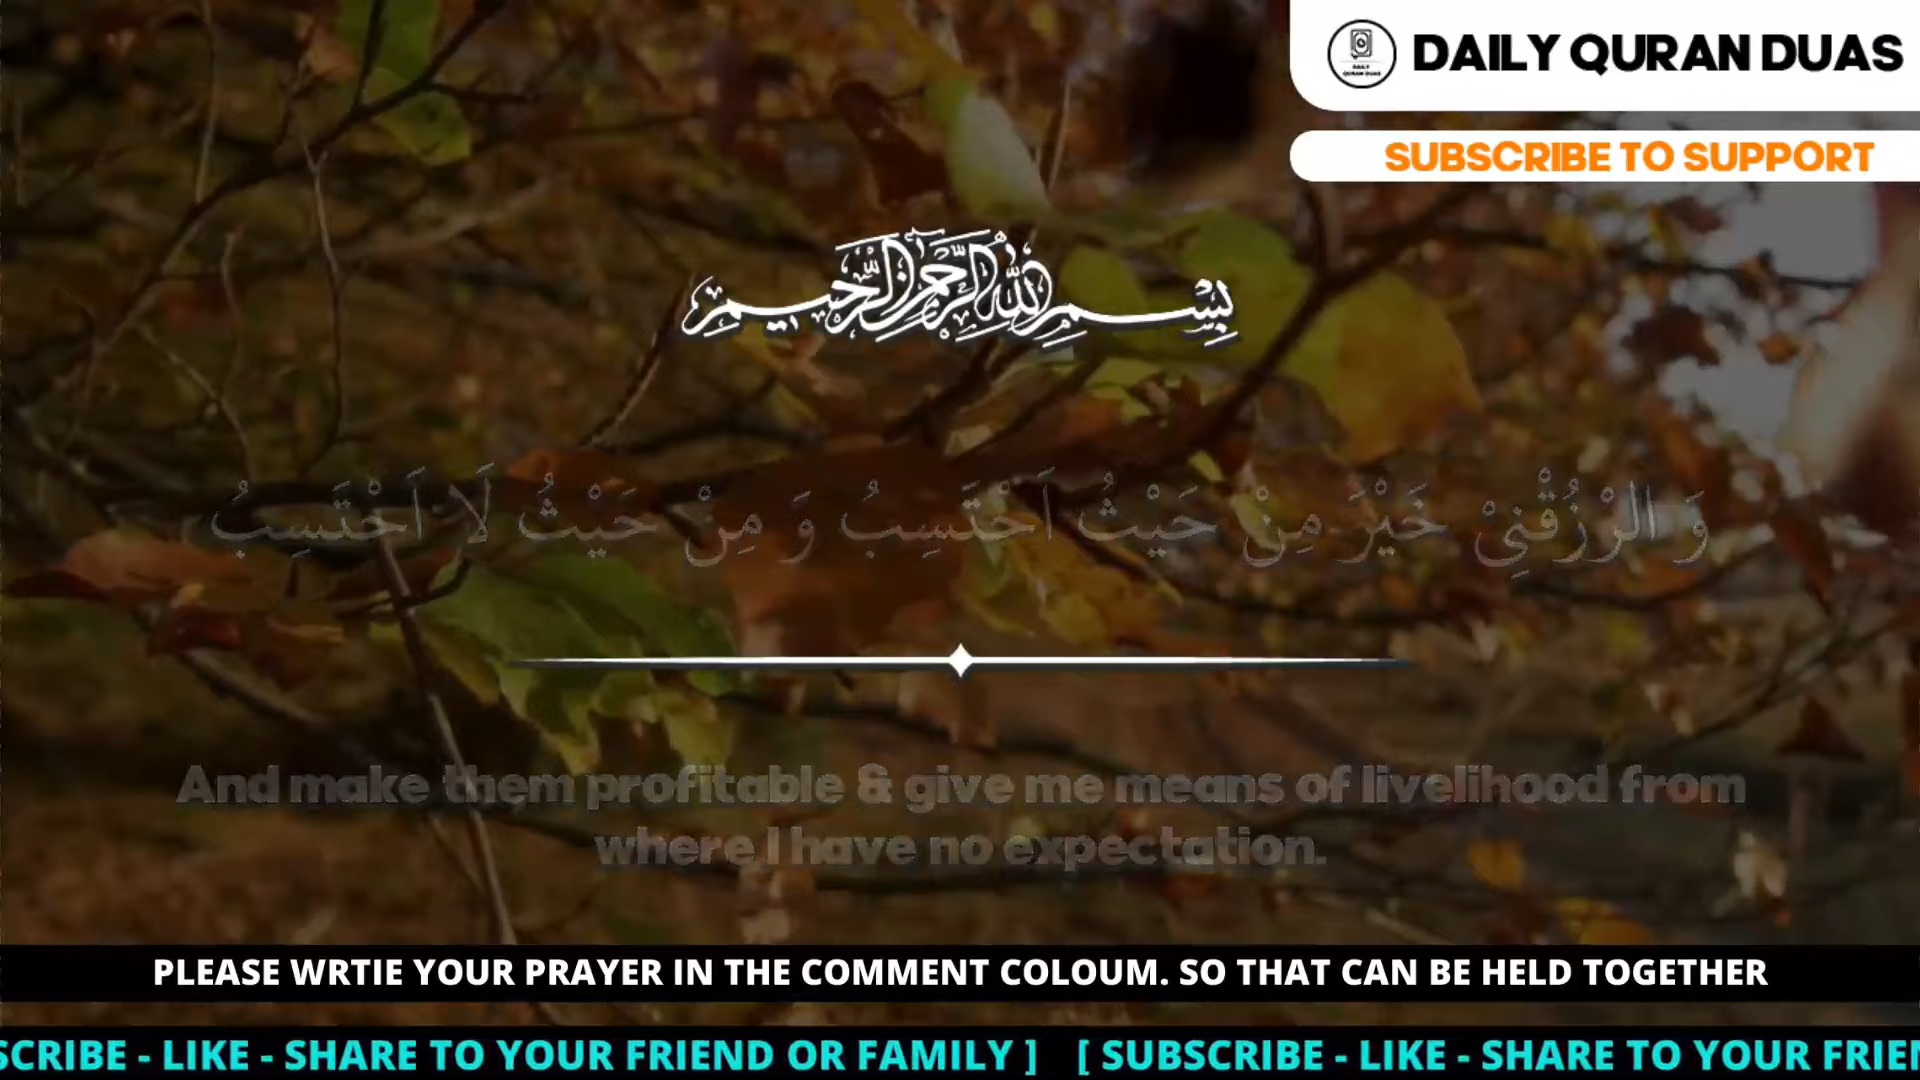 DAILY QURAN DUAS
SUBSCRIBE TO SUPPORT
بِسْمِ اللهِ الرَّحْمٰنِ الرَّحِيْمِ
وَ الرْزُقْنِیْ خَيْرَ مِنْ حَيْثُ اَحْتَسِبُ وَ مِنْ حَيْثُ لَا اَحْتَسِبُ
And make them profitable & give me means of livelihood from
where I have no expectation.
PLEASE WRTIE YOUR PRAYER IN THE COMMENT COLOUM. SO THAT CAN BE HELD TOGETHER
SCRIBE - LIKE - SHARE TO YOUR FRIEND OR FAMILY ] [ SUBSCRIBE - LIKE - SHARE TO YOUR FRIEN